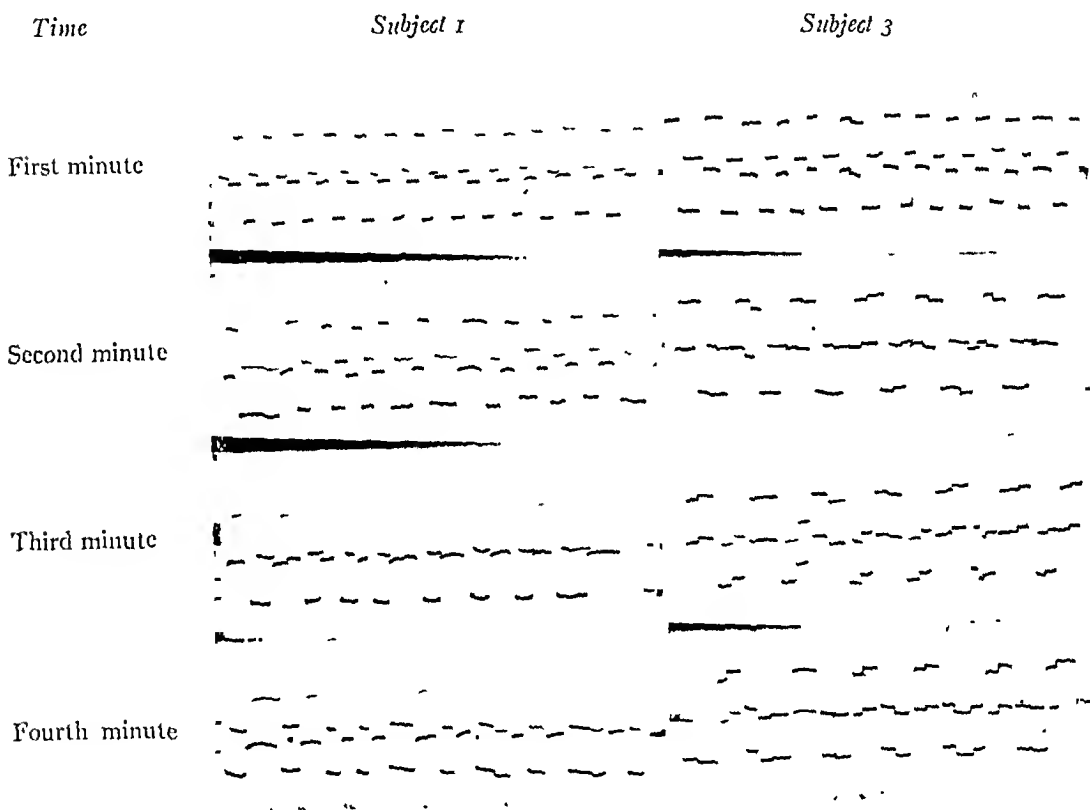 Time Subject 1 Subject 3
First minute
Second minute
Third minute
Fourth minute